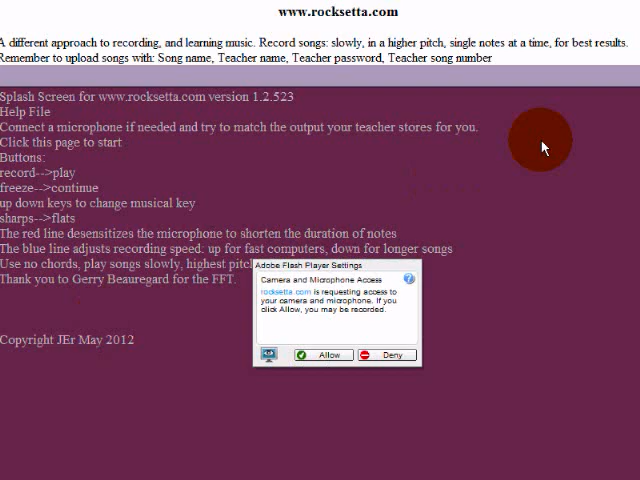 www.rocksetta.com
A different approach to recording, and learning music. Record songs: slowly, in a higher pitch, single notes at a time, for best results.
Remember to upload songs with: Song name, Teacher name, Teacher password, Teacher song number
Splash Screen for www.rocksetta.com version 1.2.523
Help File
Connect a microphone if needed and try to match the output your teacher stores for you.
Click this page to start
Buttons:
record-->play
freeze-->continue
up down keys to change musical key
sharps-->flats
The red line desensitizes the microphone to shorten the duration of notes
The blue line adjusts recording speed: up for fast computers, down for longer songs
Use no chords, play songs slowly, highest pitc
Thank you to Gerry Beauregard for the FFT.
Copyright JEr May 2012
Adobe Flash Player Settings
Camera and Microphone Access
?
rocksetta.com is requesting access to
your camera and microphone. If you
click Allow, you may be recorded.
Allow
Deny